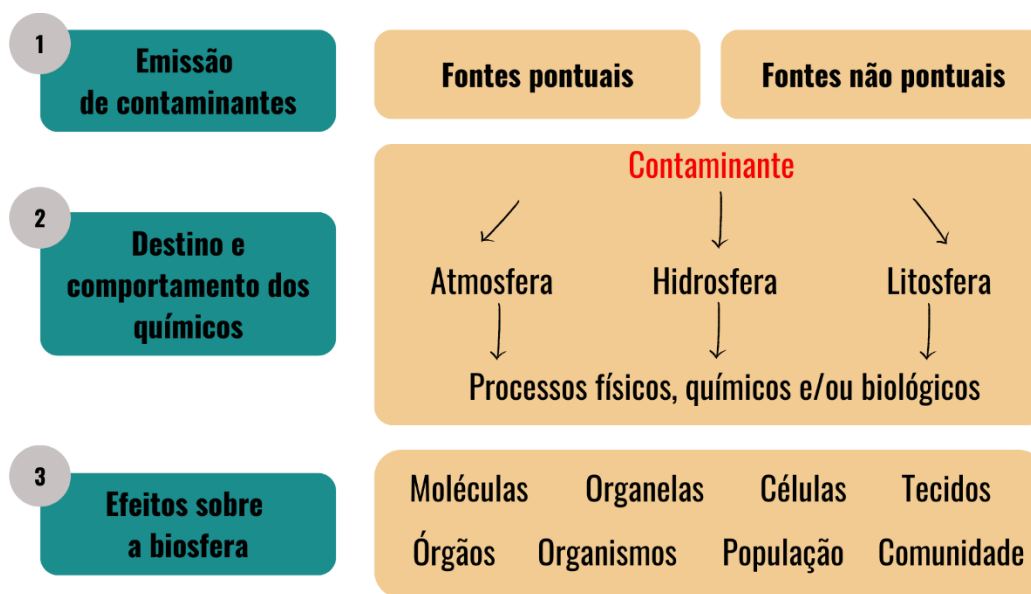 1
Emissão
de contaminantes
Fontes pontuais
Fontes não pontuais
2
Destino e
comportamento dos
químicos
Contaminante
Atmosfera Hidrosfera Litosfera
Processos físicos, químicos e/ou biológicos
3
Efeitos sobre
a biosfera
Moléculas Organelas Células Tecidos
Órgãos Organismos População Comunidade